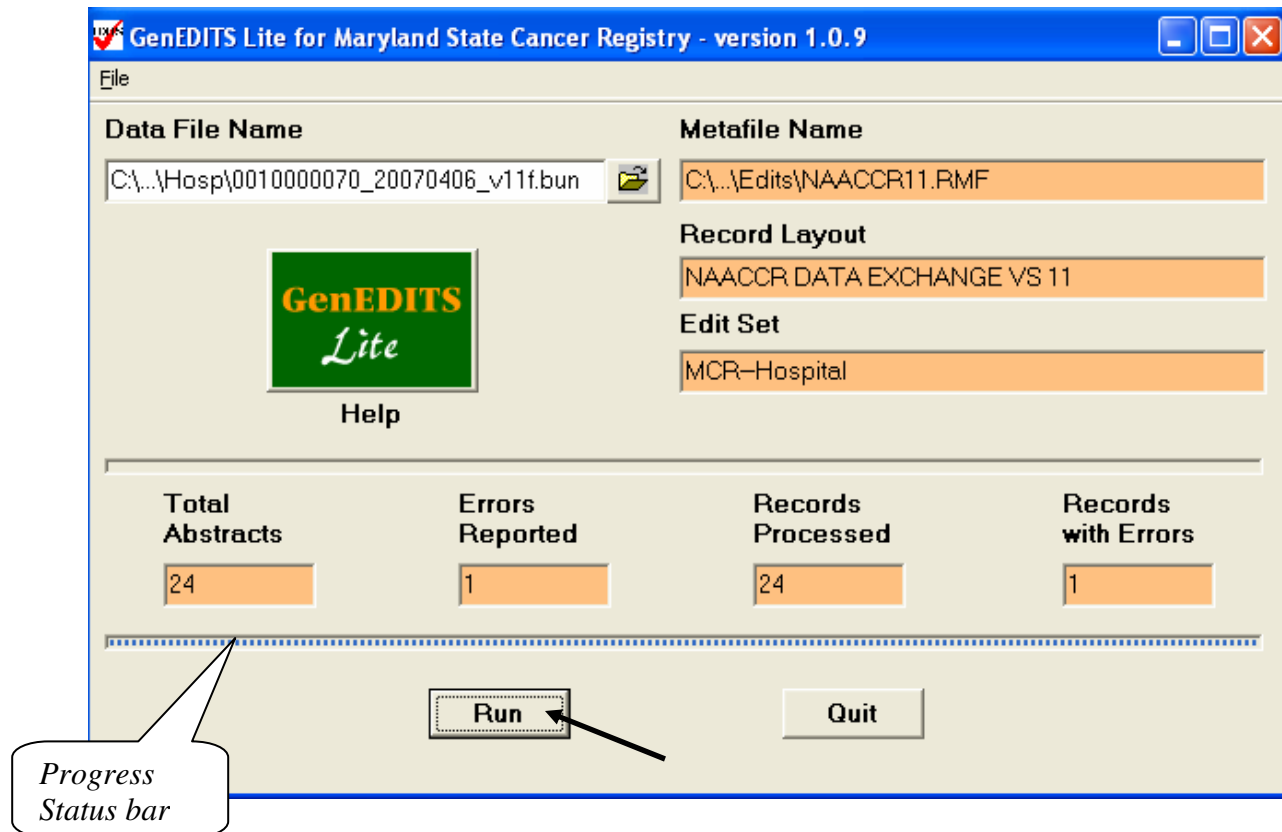 GenEDITS Lite for Maryland State Cancer Registry - version 1.0.9
File
Data File Name
Metafile Name
C:\...\Hosp\0010000070_20070406_v11f.bun
C:\...\Edits\NAACCR11.RMF
Record Layout
NAACCR DATA EXCHANGE VS 11
GenEDITS
Lite
Edit Set
MCR–Hospital
Help
Total
Abstracts
Errors
Reported
Records
Processed
Records
with Errors
24
1
24
1
Run
Quit
Progress
Status bar